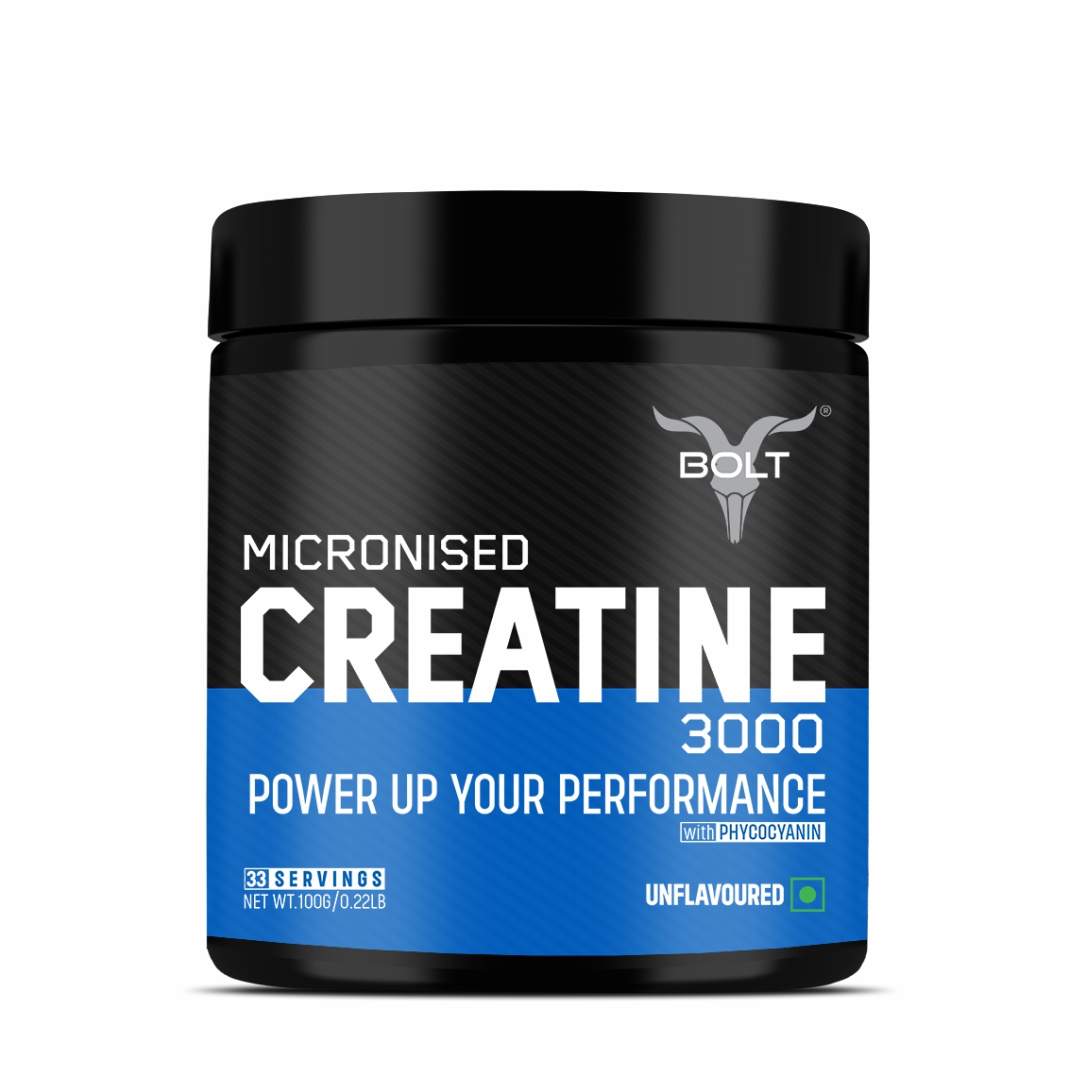 BOLT ®
MICRONISED
CREATINE
3000
POWER UP YOUR PERFORMANCE
with PHYCOCYANIN
33 SERVINGS
NET WT.100G/0.22LB
UNFLAVOURED